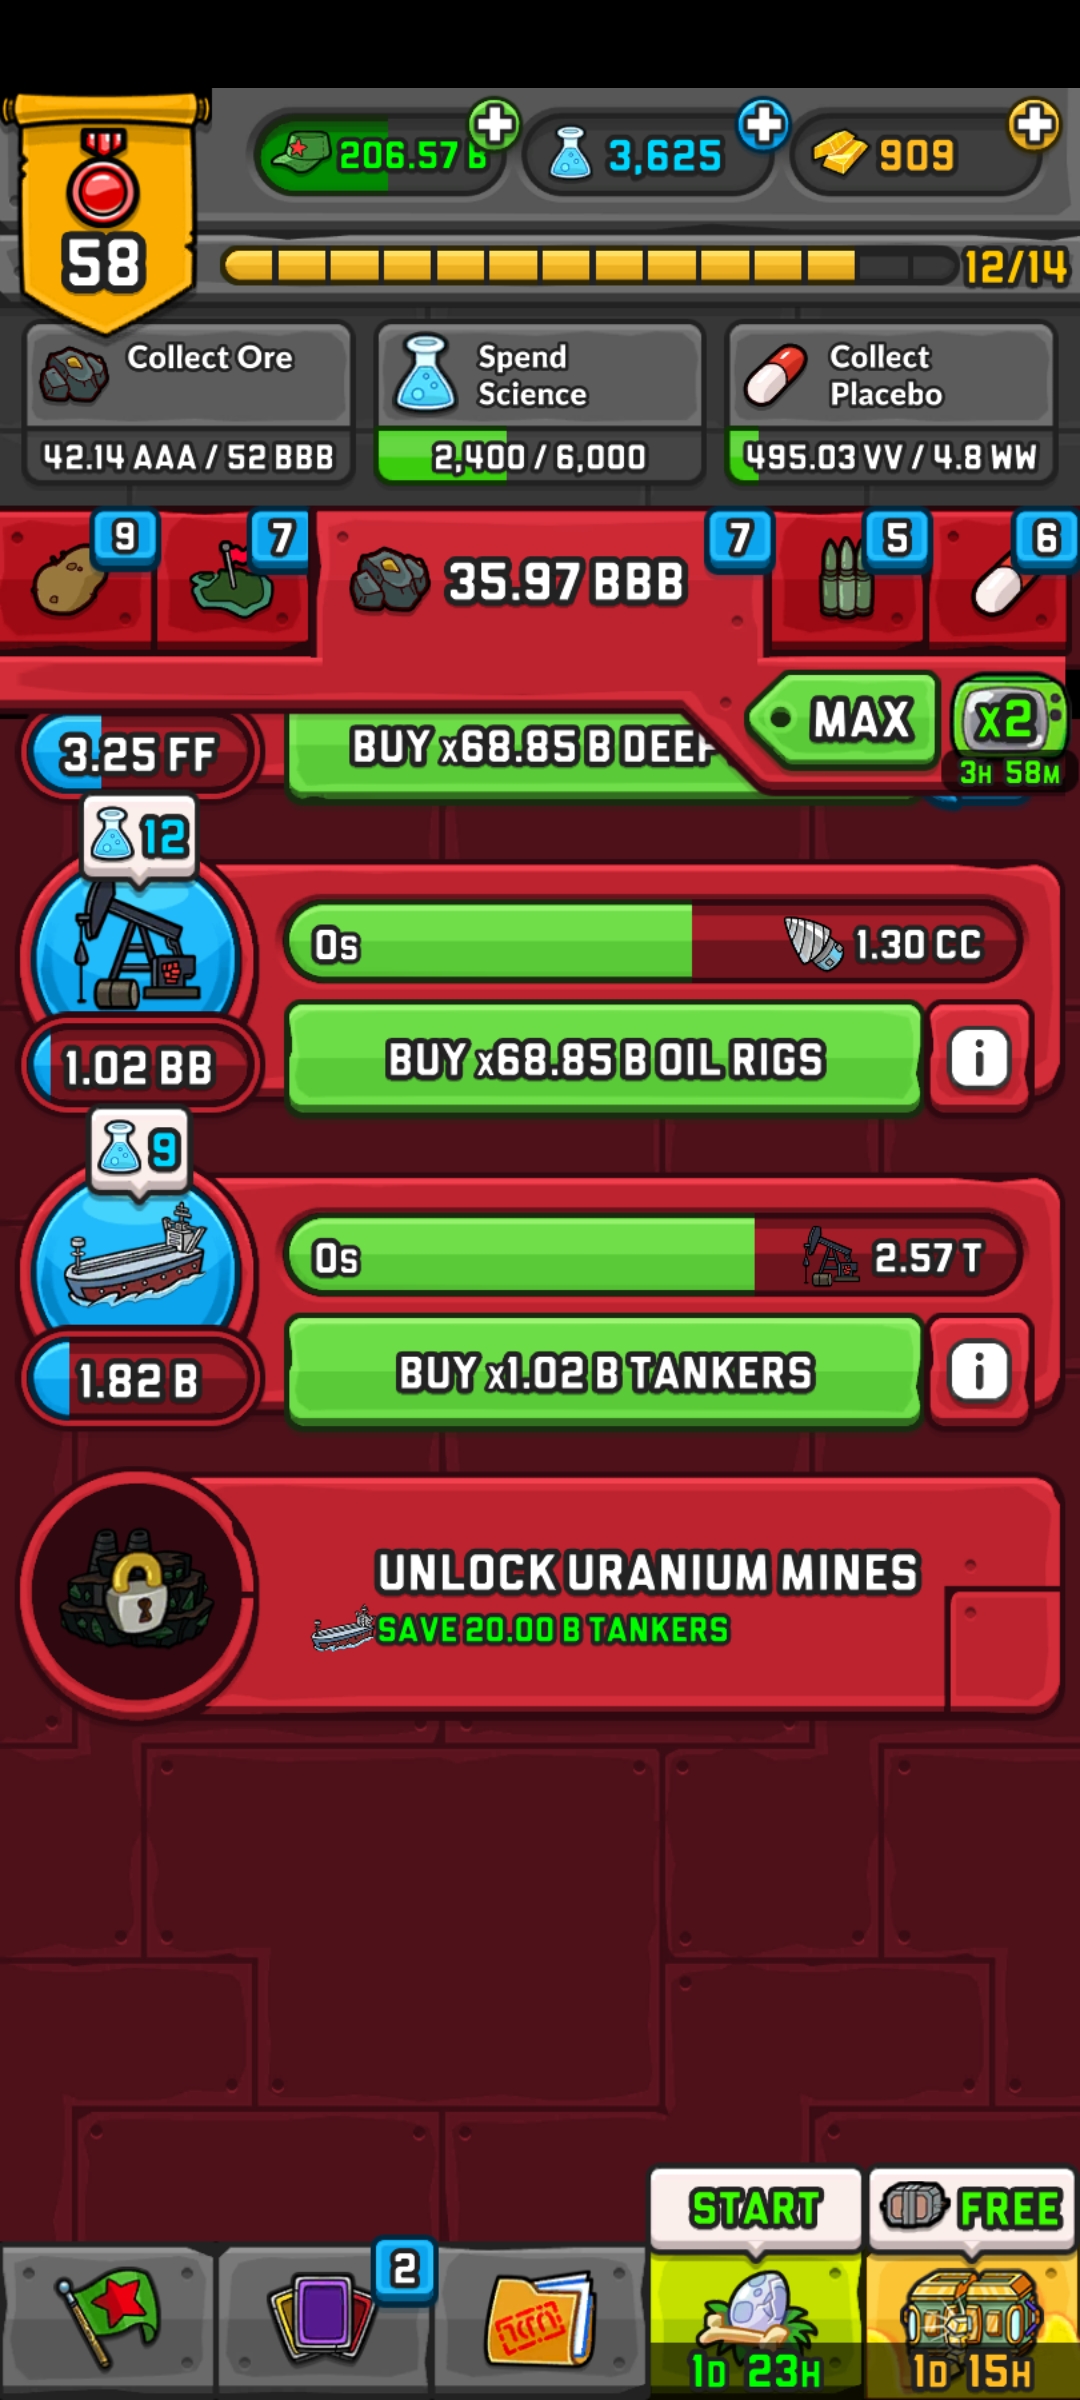 58
206.57 B
3,625
909
12/14
Collect Ore
42.14 AAA / 52 BBB
Spend
Science
2,400 / 6,000
Collect
Placebo
495.03 VV / 4.8 WW
9
7
35.97 BBB
7
5
6
MAX
x2
3H 58M
3.25 FF
BUY x68.85 B DEEP
12
0s
1.30 CC
1.02 BB
BUY x68.85 B OIL RIGS
i
9
0s
2.57 T
1.82 B
BUY x1.02 B TANKERS
i
UNLOCK URANIUM MINES
SAVE 20.00 B TANKERS
START
FREE
2
1D 23H
1D 15H